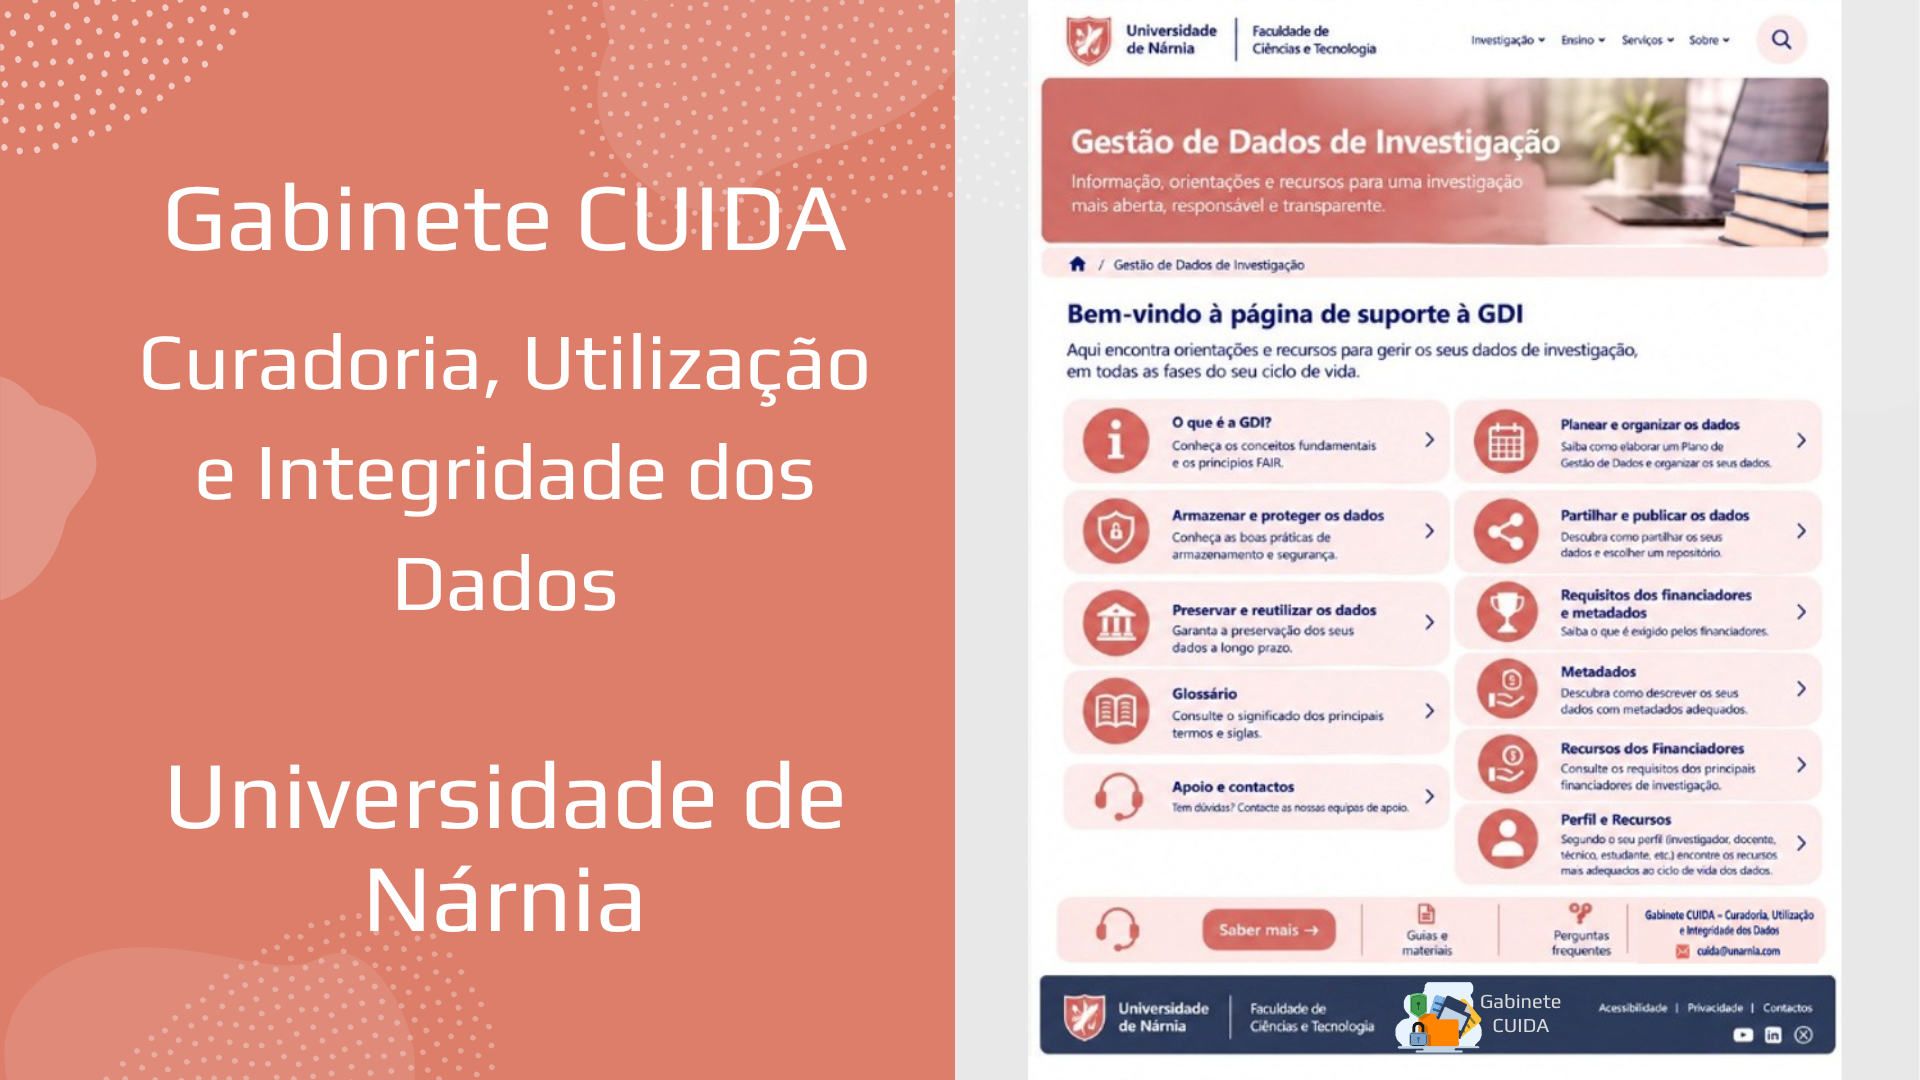 Gabinete CUIDA
Curadoria, Utilização
e Integridade dos
Dados
Universidade de
Nárnia
Universidade
de Nárnia
Faculdade de
Ciências e Tecnologia
Investigação
Ensino
Serviços
Sobre
Gestão de Dados de Investigação
Informação, orientações e recursos para uma investigação
mais aberta, responsável e transparente.
/ Gestão de Dados de Investigação
Bem-vindo à página de suporte à GDI
Aqui encontra orientações e recursos para gerir os seus dados de investigação,
em todas as fases do seu ciclo de vida.
O que é a GDI?
Conheça os conceitos fundamentais
e os princípios FAIR.
Armazenar e proteger os dados
Conheça as boas práticas de
armazenamento e segurança.
Preservar e reutilizar os dados
Garanta a preservação dos seus
dados a longo prazo.
Glossário
Consulte o significado dos principais
termos e siglas.
Apoio e contactos
Tem dúvidas? Contacte as nossas equipas de apoio.
Planear e organizar os dados
Saiba como elaborar um Plano de
Gestão de Dados e organizar os seus dados.
Partilhar e publicar os dados
Descubra como partilhar os seus
dados e escolher um repositório.
Requisitos dos financiadores
e metadados
Saiba o que é exigido pelos financiadores.
Metadados
Descubra como descrever os seus
dados com metadados adequados.
Recursos dos Financiadores
Consulte os requisitos dos principais
financiadores de investigação.
Perfil e Recursos
Segundo o seu perfil (investigador, docente,
técnico, estudante, etc.) encontre os recursos
mais adequados ao ciclo de vida dos dados.
Saber mais →
Guias e
materiais
Perguntas
frequentes
Gabinete CUIDA – Curadoria, Utilização
e Integridade dos Dados
cuida@unarnia.com
Universidade
de Nárnia
Faculdade de
Ciências e Tecnologia
Gabinete
CUIDA
Acessibilidade | Privacidade | Contactos